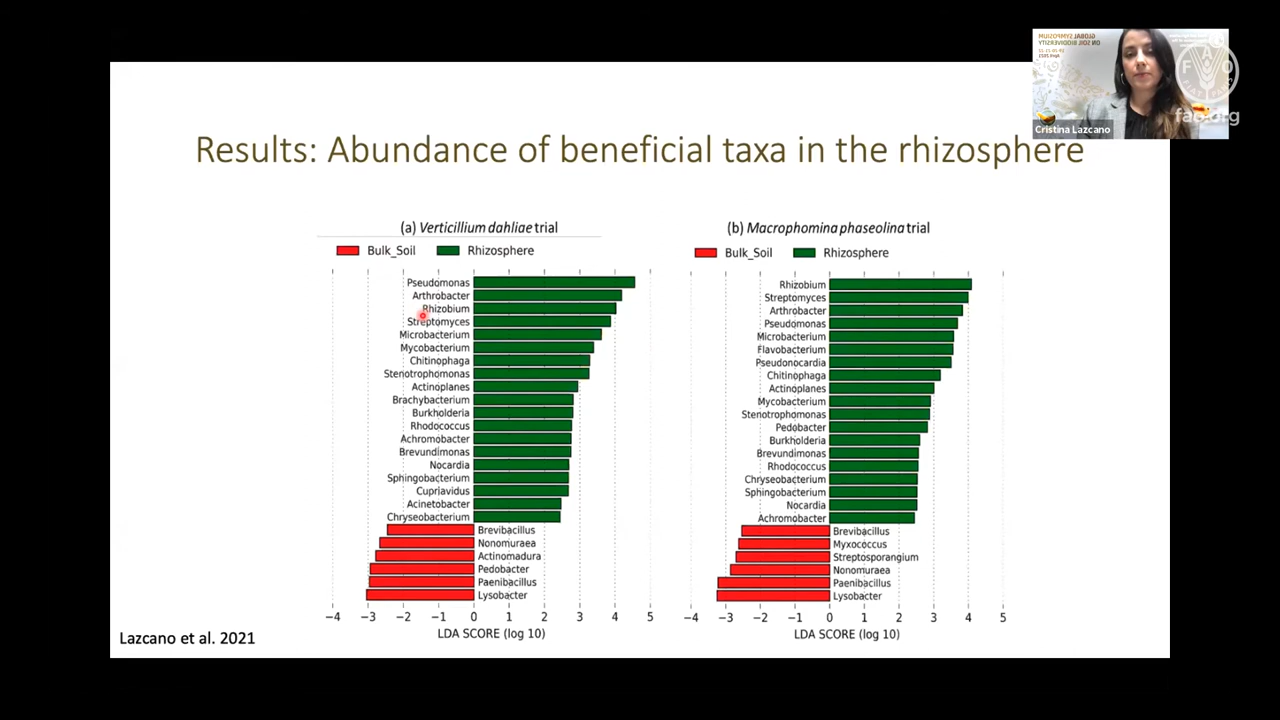 GLOBAL SYMPOSIUM
ON SOIL BIODIVERSITY
F O
fao.org
Cristina Lazcano
Results: Abundance of beneficial taxa in the rhizosphere
(a) Verticillium dahliae trial
Bulk_Soil Rhizosphere
Pseudomonas
Arthrobacter
Rhizobium
Streptomyces
Microbacterium
Mycobacterium
Chitinophaga
Stenotrophomonas
Actinoplanes
Brachybacterium
Burkholderia
Rhodococcus
Achromobacter
Brevundimonas
Nocardia
Sphingobacterium
Cupriavidus
Acinetobacter
Chryseobacterium
Brevibacillus
Nonomuraea
Actinomadura
Pedobacter
Paenibacillus
Lysobacter
−4 −3 −2 −1 0 1 2 3 4 5
LDA SCORE (log 10)
(b) Macrophomina phaseolina trial
Bulk_Soil Rhizosphere
Rhizobium
Streptomyces
Arthrobacter
Pseudomonas
Microbacterium
Flavobacterium
Pseudonocardia
Chitinophaga
Actinoplanes
Mycobacterium
Stenotrophomonas
Pedobacter
Burkholderia
Brevundimonas
Rhodococcus
Chryseobacterium
Sphingobacterium
Nocardia
Achromobacter
Brevibacillus
Myxococcus
Streptosporangium
Nonomuraea
Paenibacillus
Lysobacter
−4 −3 −2 −1 0 1 2 3 4 5
LDA SCORE (log 10)
Lazcano et al. 2021